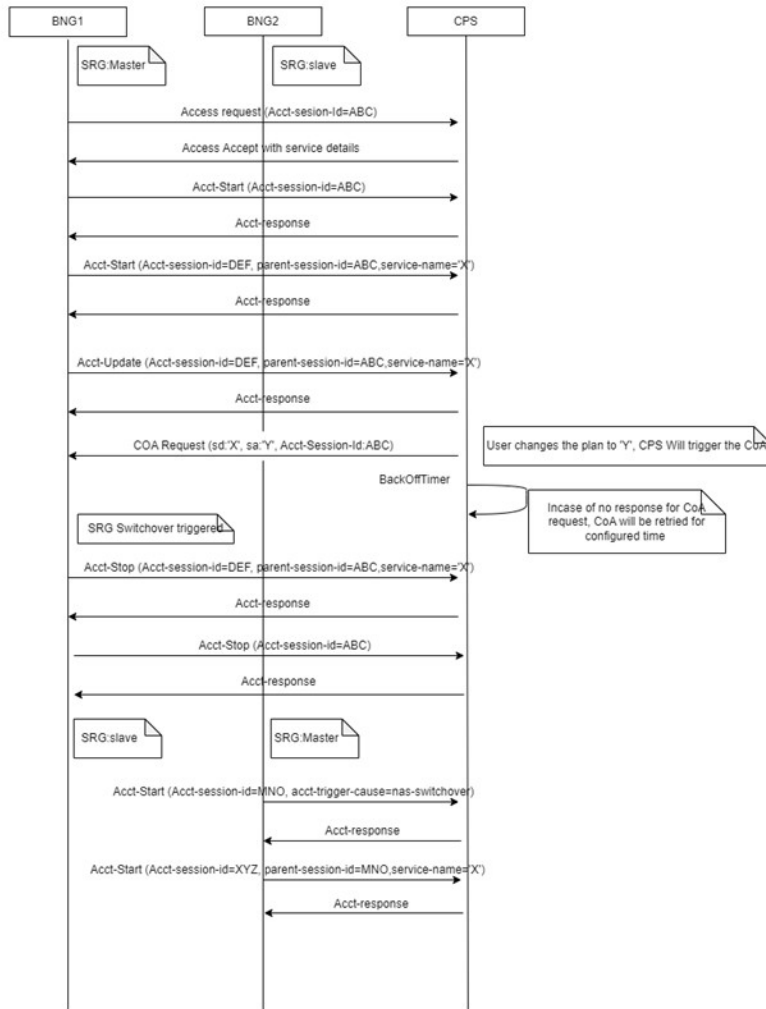 BNG1
BNG2
CPS
SRG:Master
SRG:slave
Access request (Acct-sesion-Id=ABC)
Access Accept with service details
Acct-Start (Acct-session-id=ABC)
Acct-response
Acct-Start (Acct-session-id=DEF, parent-session-id=ABC,service-name='X')
Acct-response
Acct-Update (Acct-session-id=DEF, parent-session-id=ABC,service-name='X')
Acct-response
COA Request (sd:'X', sa:'Y', Acct-Session-Id:ABC)
User changes the plan to 'Y', CPS Will trigger the CoA
BackOffTimer
Incase of no response for CoA
request, CoA will be retried for
configured time
SRG Switchover triggered
Acct-Stop (Acct-session-id=DEF, parent-session-id=ABC,service-name='X')
Acct-response
Acct-Stop (Acct-session-id=ABC)
Acct-response
SRG:slave
SRG:Master
Acct-Start (Acct-session-id=MNO, acct-trigger-cause=nas-switchover)
Acct-response
Acct-Start (Acct-session-id=XYZ, parent-session-id=MNO,service-name='X')
Acct-response